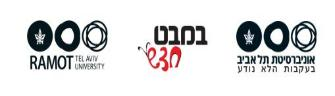 RAMOT TEL AVIV
UNIVERSITY
במבט
חדש
אוניברסיטת תל אביב
בעקבות הלא נודע